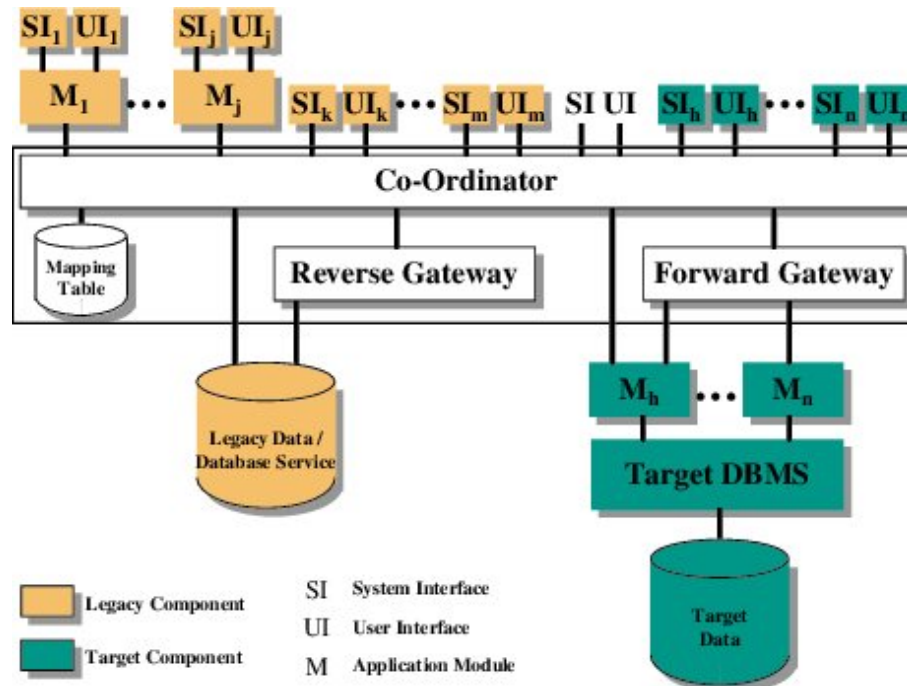 SI1 UI1 SIj UIj
M1 ... Mj SIk UIk ... SIm UIm SI UI SIh UIh ... SIn UIn
Co-Ordinator
Mapping
Table
Reverse Gateway
Forward Gateway
Mh ... Mn
Legacy Data /
Database Service
Target DBMS
Target
Data
Legacy Component
Target Component
SI System Interface
UI User Interface
M Application Module